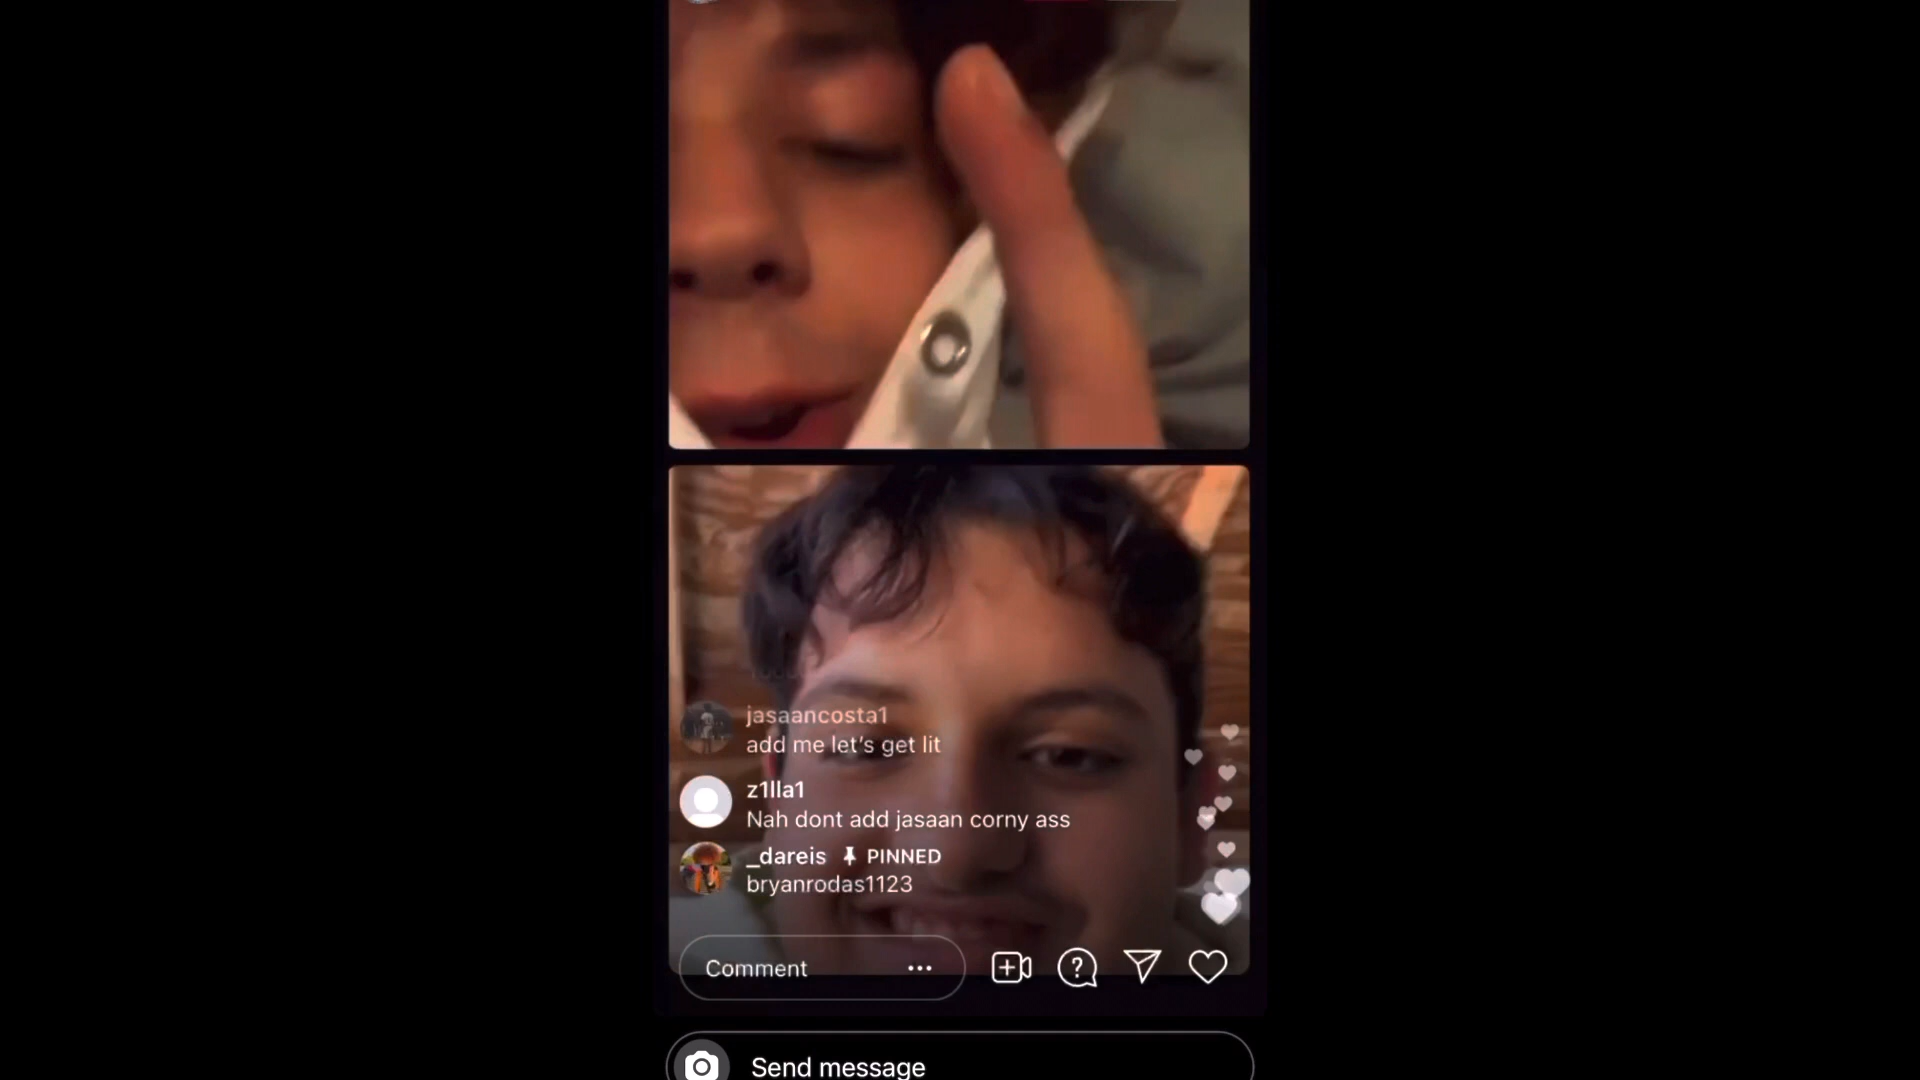 jasaancosta1
add me let’s get lit
z1lla1
Nah dont add jasaan corny ass
_dareis PINNED
bryanrodas1123
Comment
Send message